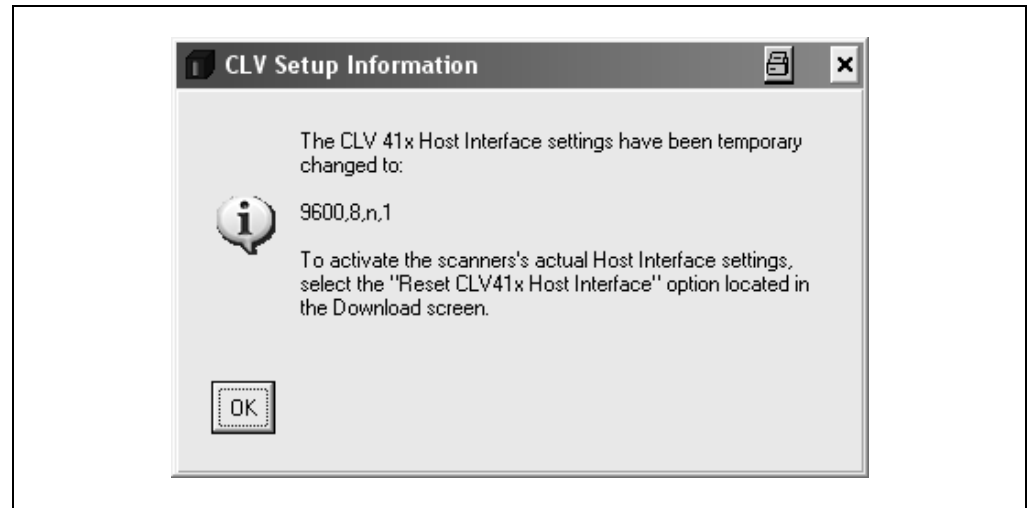 CLV Setup Information
The CLV 41x Host Interface settings have been temporary
changed to:
9600,8,n,1
To activate the scanners's actual Host Interface settings,
select the "Reset CLV41x Host Interface" option located in
the Download screen.
OK